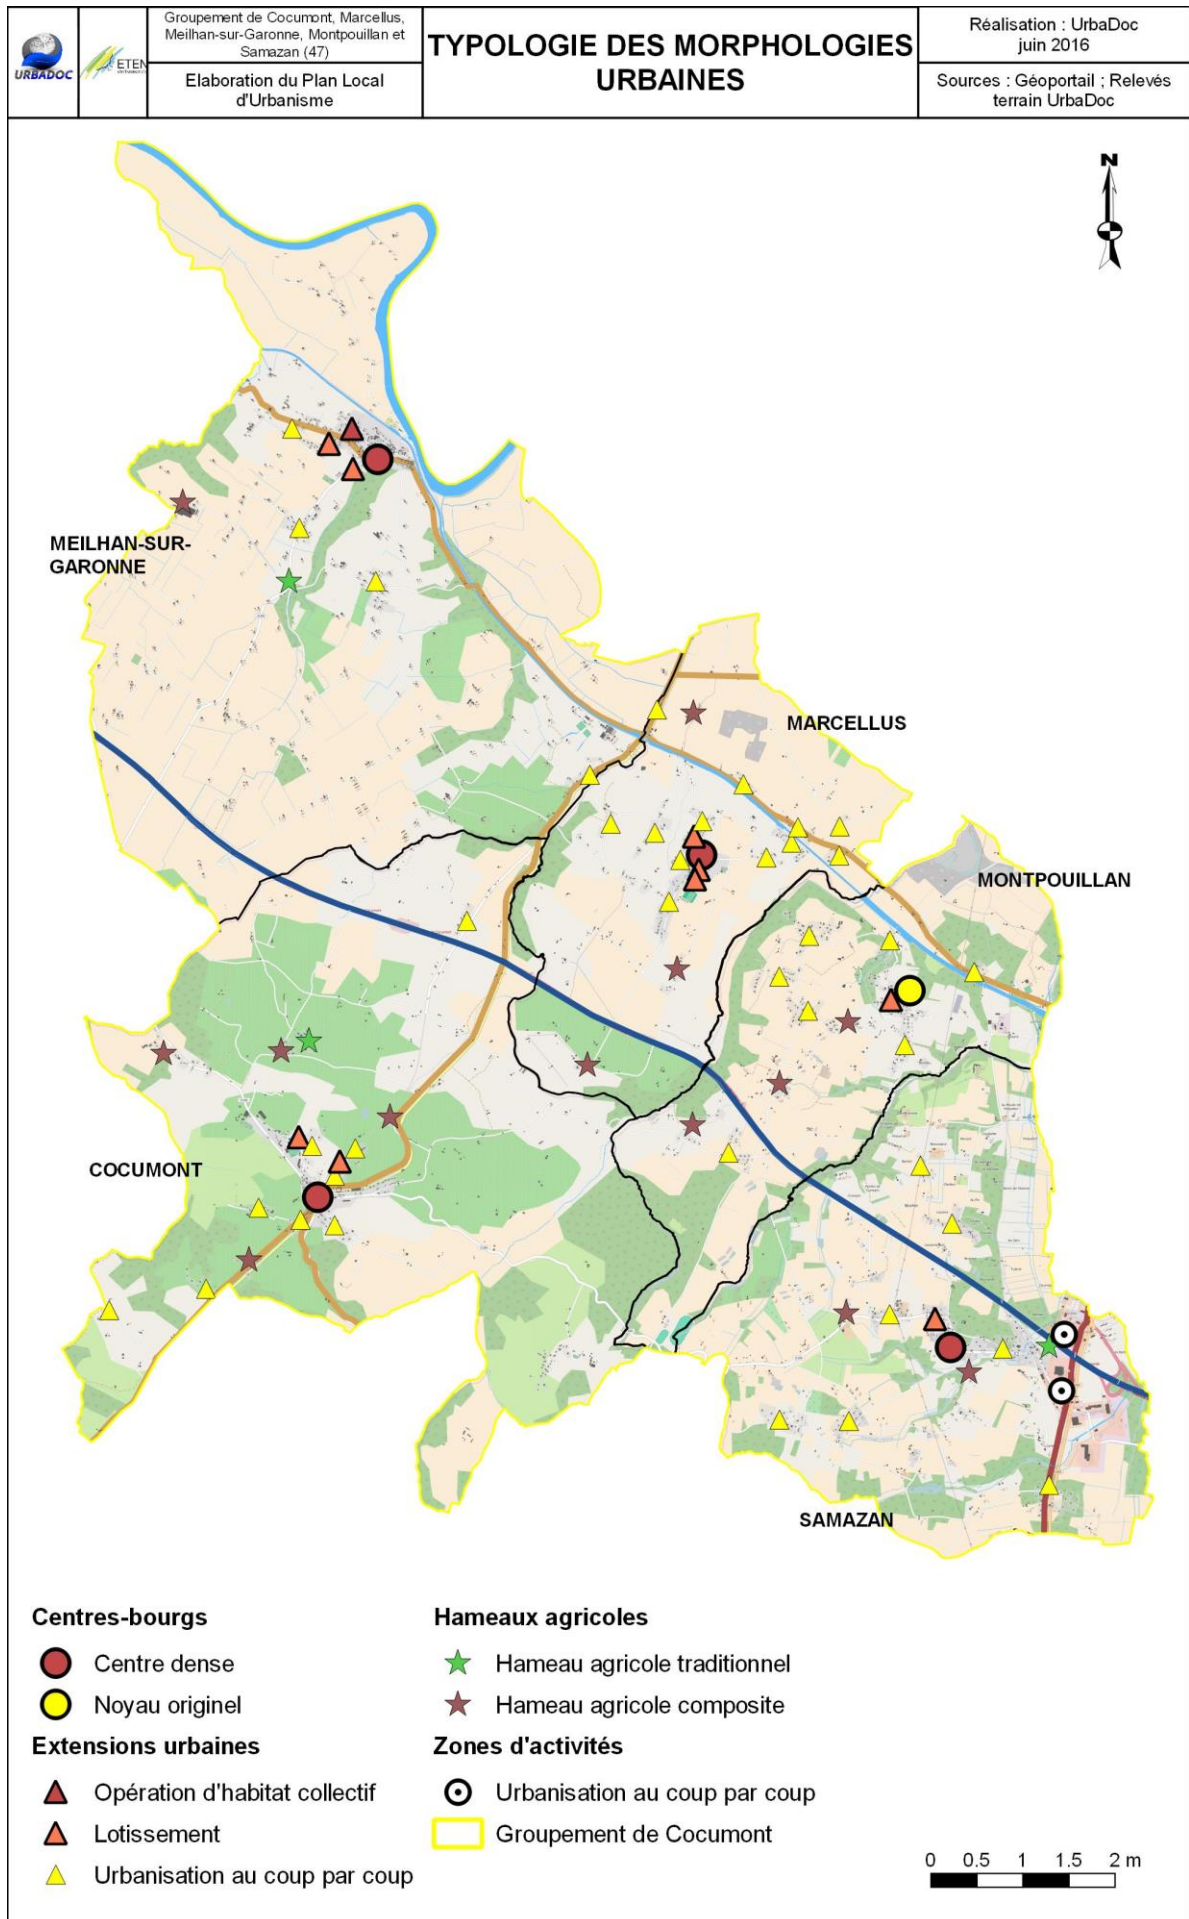 URBADOC
ETEN
Groupement de Cocumont, Marcellus,
Meilhan-sur-Garonne, Montpouillan et
Samazan (47)
Elaboration du Plan Local
d'Urbanisme
TYPOLOGIE DES MORPHOLOGIES
URBAINES
Réalisation : UrbaDoc
juin 2016
Sources : Géoportail ; Relevés
terrain UrbaDoc
N
MEILHAN-SUR-
GARONNE
MARCELLUS
MONTPOUILLAN
COCUMONT
SAMAZAN
Centres-bourgs
Centre dense
Noyau originel
Extensions urbaines
Opération d'habitat collectif
Lotissement
Urbanisation au coup par coup
Hameaux agricoles
Hameau agricole traditionnel
Hameau agricole composite
Zones d'activités
Urbanisation au coup par coup
Groupement de Cocumont
0 0.5 1 1.5 2 m